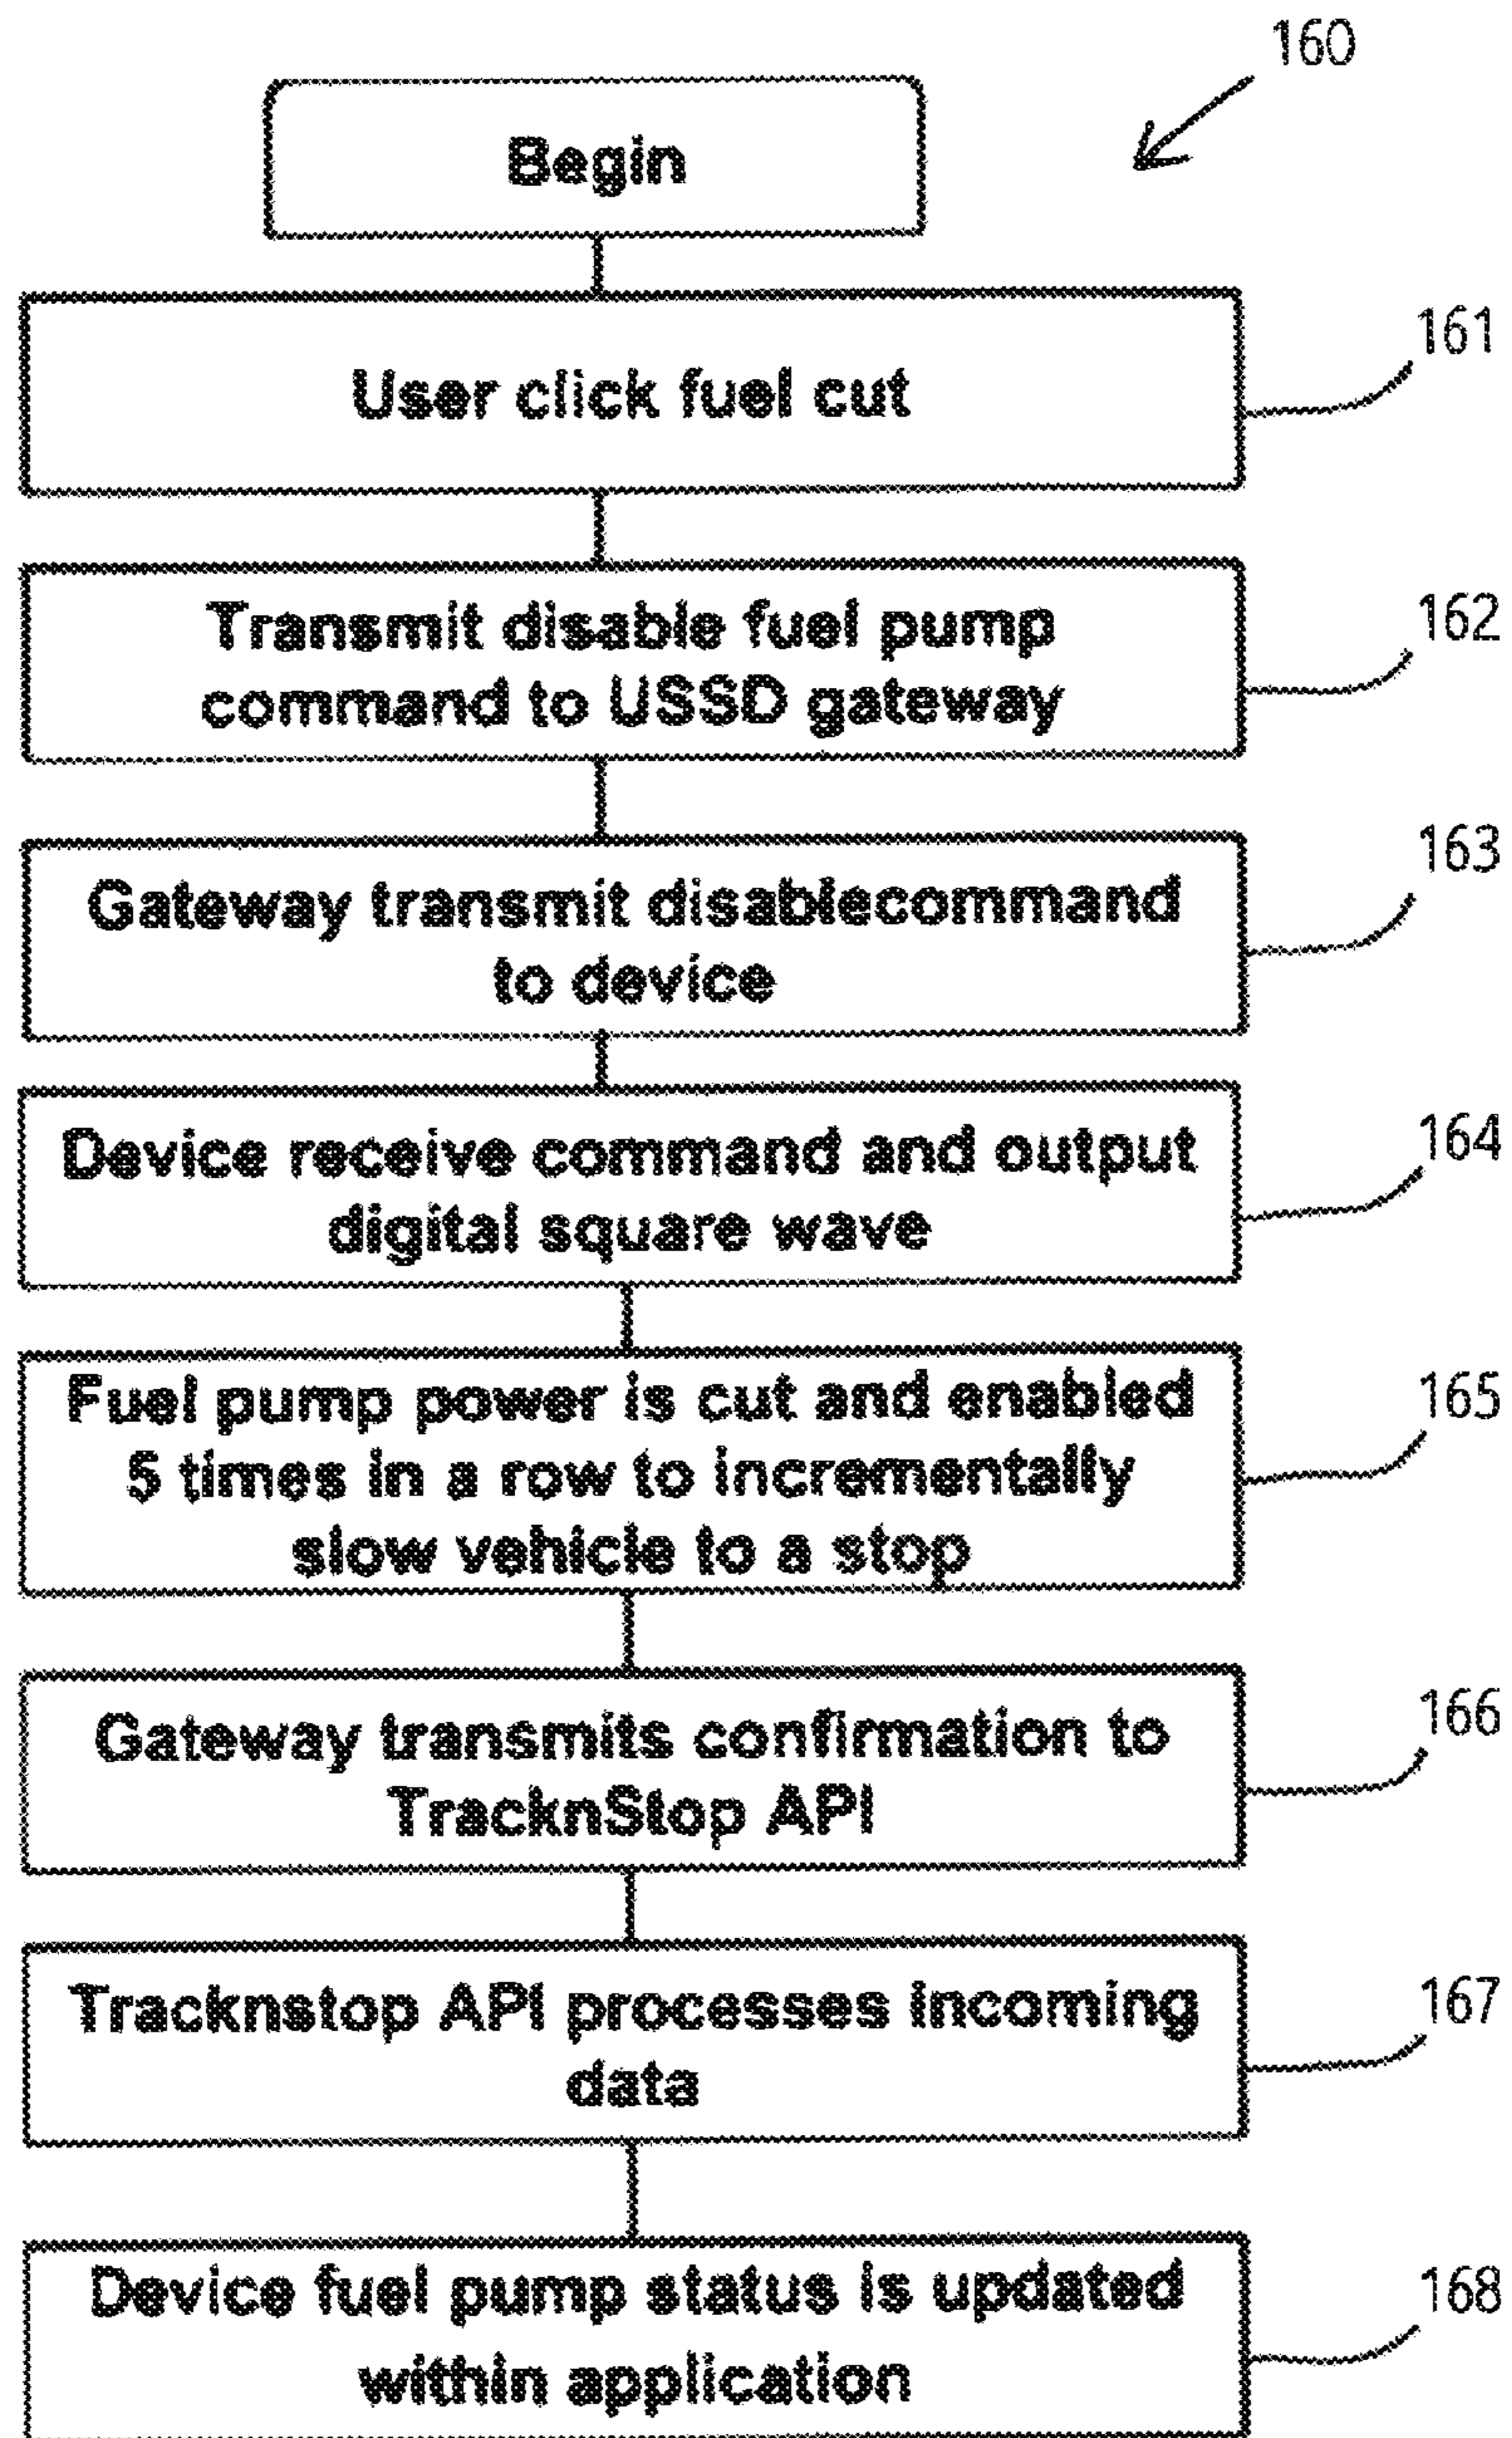 160
Begin
User click fuel cut
161
Transmit disable fuel pump
command to USSD gateway
162
Gateway transmit disablecommand
to device
163
Device receive command and output
digital square wave
164
Fuel pump power is cut and enabled
5 times in a row to incrementally
slow vehicle to a stop
165
Gateway transmits confirmation to
TracknStop API
166
Tracknstop API processes incoming
data
167
Device fuel pump status is updated
within application
168